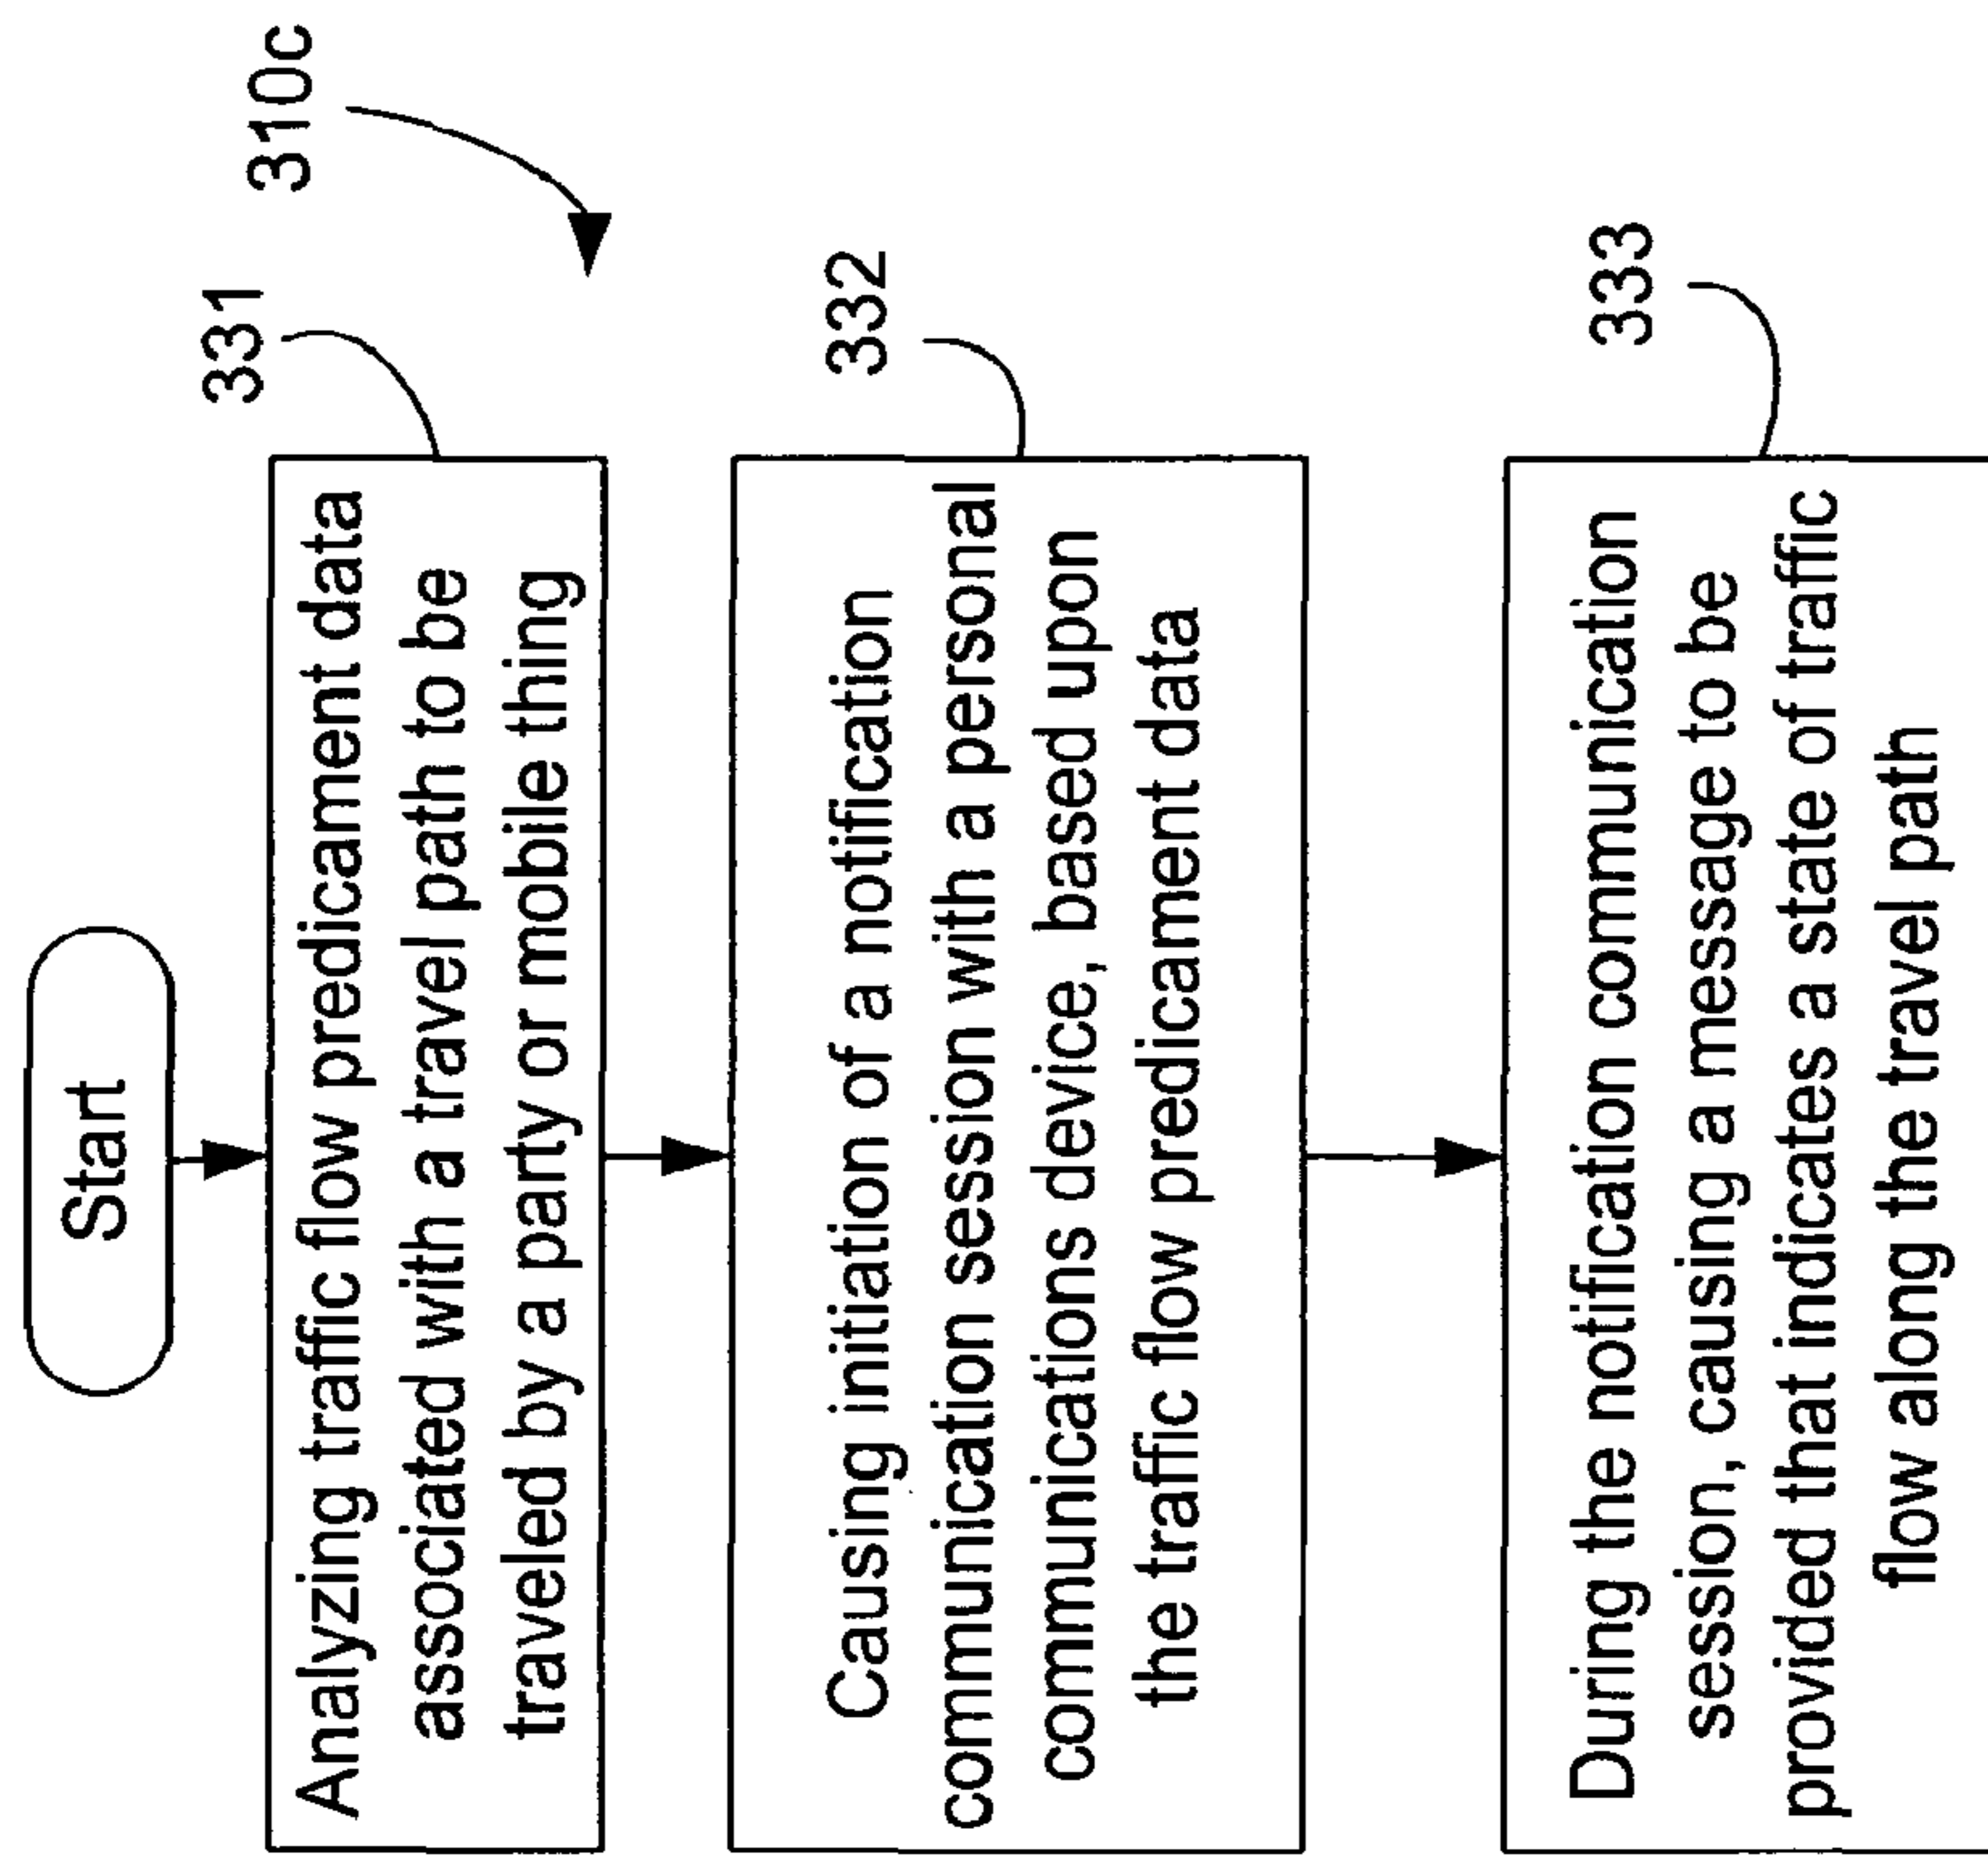 Start
310c
331
Analyzing traffic flow predicament data
associated with a travel path to be
traveled by a party or mobile thing
332
Causing initiation of a notification
communication session with a personal
communications device, based upon
the traffic flow predicament data
333
During the notification communication
session, causing a message to be
provided that indicates a state of traffic
flow along the travel path